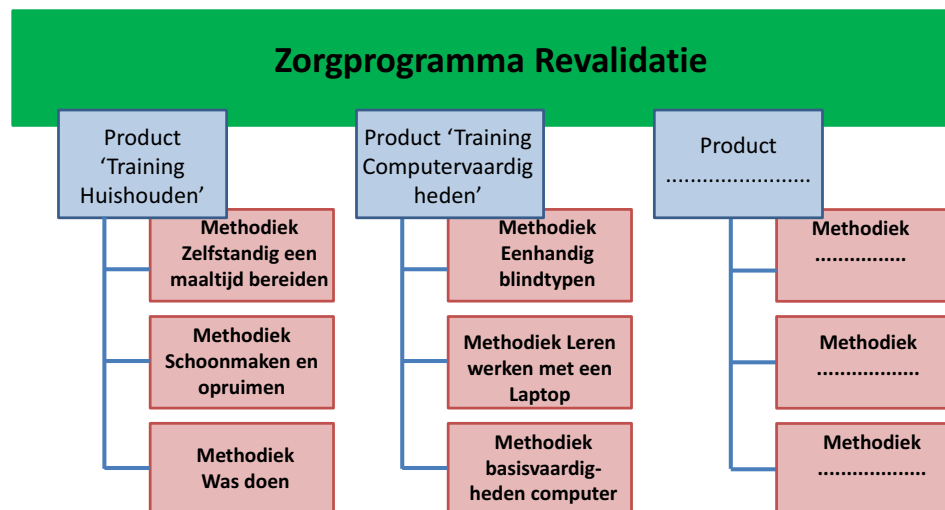 Zorgprogramma Revalidatie
Product
‘Training
Huishouden’
Methodiek
Zelfstandig een
maaltijd bereiden
Methodiek
Schoonmaken en
opruimen
Methodiek
Was doen
Product ‘Training
Computervaardig
heden’
Methodiek
Eenhandig
blindtypen
Methodiek Leren
werken met een
Laptop
Methodiek
basisvaardig-
heden computer
Product
.........................
Methodiek
................
Methodiek
..................
Methodiek
...................